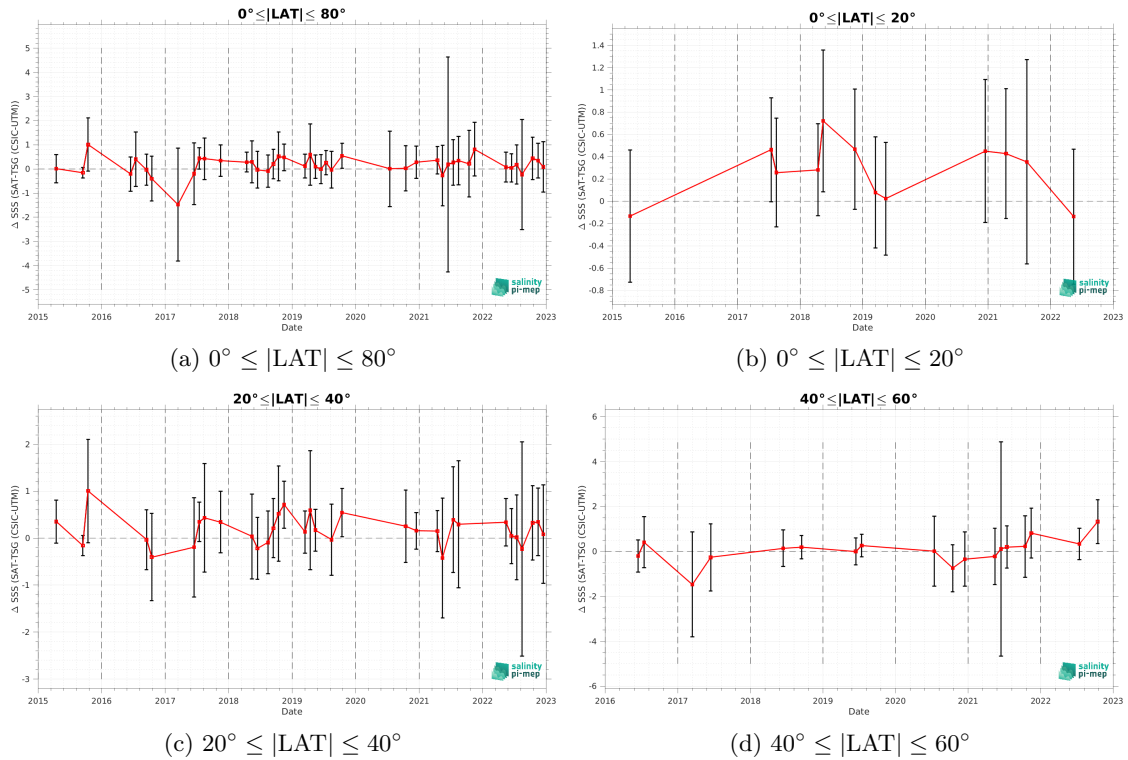 0°≤|LAT|≤ 80°
Δ SSS (SAT-TSG (CSIC-UTM))
5
4
3
2
1
0
-1
-2
-3
-4
-5
2015 2016 2017 2018 2019 2020 2021 2022 2023
Date
salinity
pi-mep
(a) 0° ≤ |LAT| ≤ 80°
0°≤|LAT|≤ 20°
Δ SSS (SAT-TSG (CSIC-UTM))
1.4
1.2
1
0.8
0.6
0.4
0.2
0
-0.2
-0.4
-0.6
-0.8
2015 2016 2017 2018 2019 2020 2021 2022 2023
Date
salinity
pi-mep
(b) 0° ≤ |LAT| ≤ 20°
20°≤|LAT|≤ 40°
Δ SSS (SAT-TSG (CSIC-UTM))
2
1
0
-1
-2
-3
2015 2016 2017 2018 2019 2020 2021 2022 2023
Date
salinity
pi-mep
(c) 20° ≤ |LAT| ≤ 40°
40°≤|LAT|≤ 60°
Δ SSS (SAT-TSG (CSIC-UTM))
6
4
2
0
-2
-4
-6
2016 2017 2018 2019 2020 2021 2022 2023
Date
salinity
pi-mep
(d) 40° ≤ |LAT| ≤ 60°